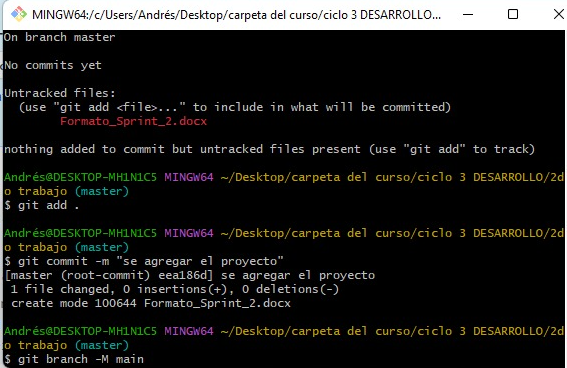 MINGW64:/c/Users/Andrés/Desktop/carpeta del curso/ciclo 3 DESARROLLO...
On branch master
No commits yet
Untracked files:
(use "git add <file>..." to include in what will be committed)
Formato_Sprint_2.docx
nothing added to commit but untracked files present (use "git add" to track)
Andrés@DESKTOP-MH1N1C5 MINGW64 ~/Desktop/carpeta del curso/ciclo 3 DESARROLLO/2d
o trabajo (master)
$ git add .
Andrés@DESKTOP-MH1N1C5 MINGW64 ~/Desktop/carpeta del curso/ciclo 3 DESARROLLO/2d
o trabajo (master)
$ git commit -m "se agregar el proyecto"
[master (root-commit) eea186d] se agregar el proyecto
1 file changed, 0 insertions(+), 0 deletions(-)
create mode 100644 Formato_Sprint_2.docx
Andrés@DESKTOP-MH1N1C5 MINGW64 ~/Desktop/carpeta del curso/ciclo 3 DESARROLLO/2d
o trabajo (master)
$ git branch -M main